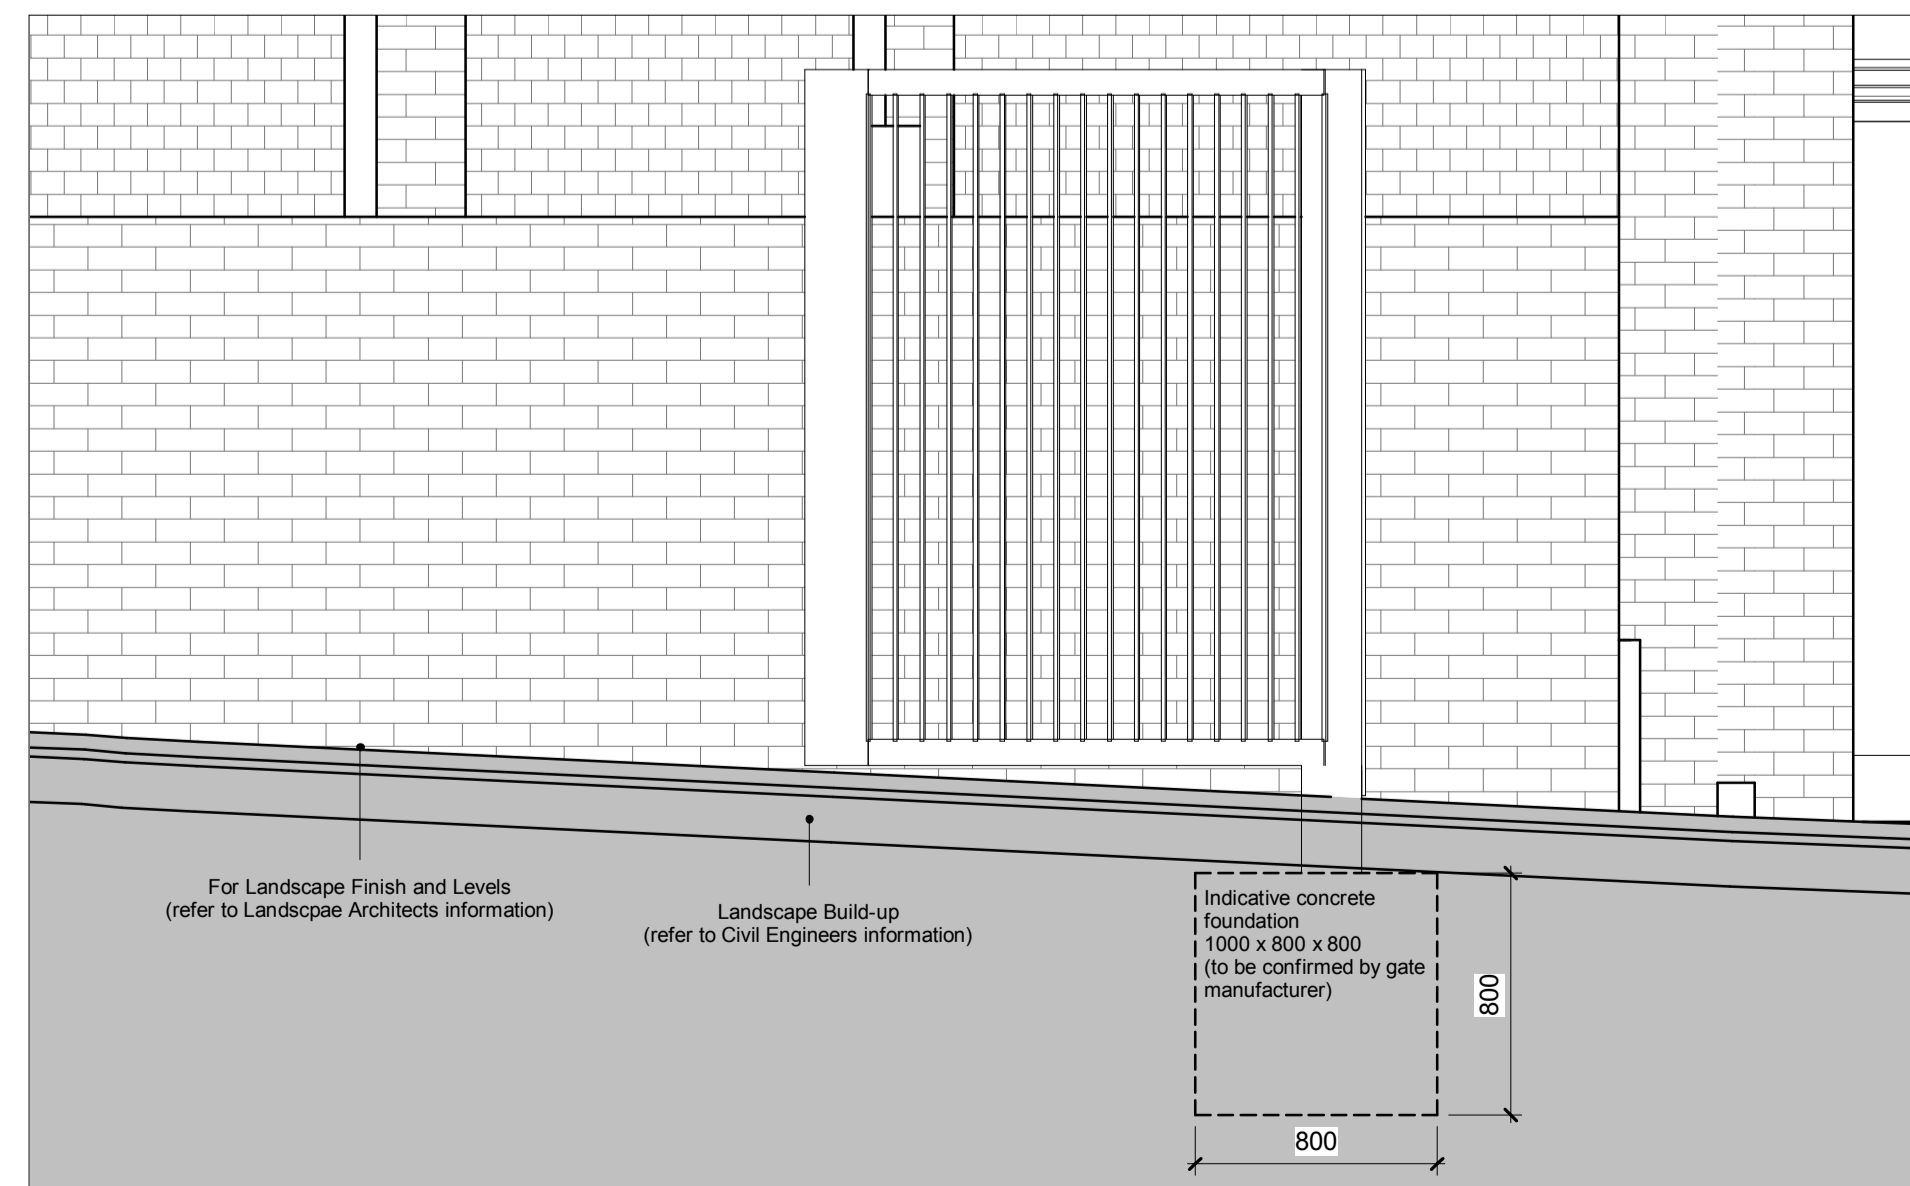 For Landscape Finish and Levels
(refer to Landscpae Architects information)
Landscape Build-up
(refer to Civil Engineers information)
Indicative concrete
foundation
1000 x 800 x 800
(to be confirmed by gate
manufacturer)
800
800